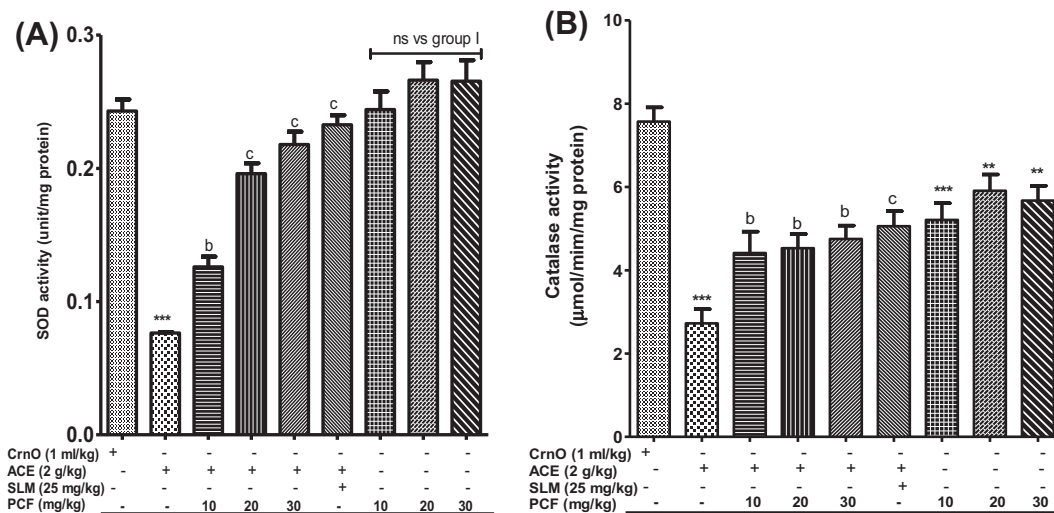 (A)
ns vs group I
SOD activity (unit/mg protein)
0.3
0.2
0.1
0.0
*** b c c c
CrnO (1 ml/kg) + - - - - - - - -
ACE (2 g/kg) - + + + + + - - -
SLM (25 mg/kg) - - - - - + - - -
PCF (mg/kg) - - 10 20 30 - 10 20 30
(B)
Catalase activity
(µmol/mim/mg protein)
10
8
6
4
2
0
*** b b b c *** ** **
CrnO (1 ml/kg) + - - - - - - - -
ACE (2 g/kg) - + + + + + - - -
SLM (25 mg/kg) - - - - - + - - -
PCF (mg/kg) - - 10 20 30 - 10 20 30